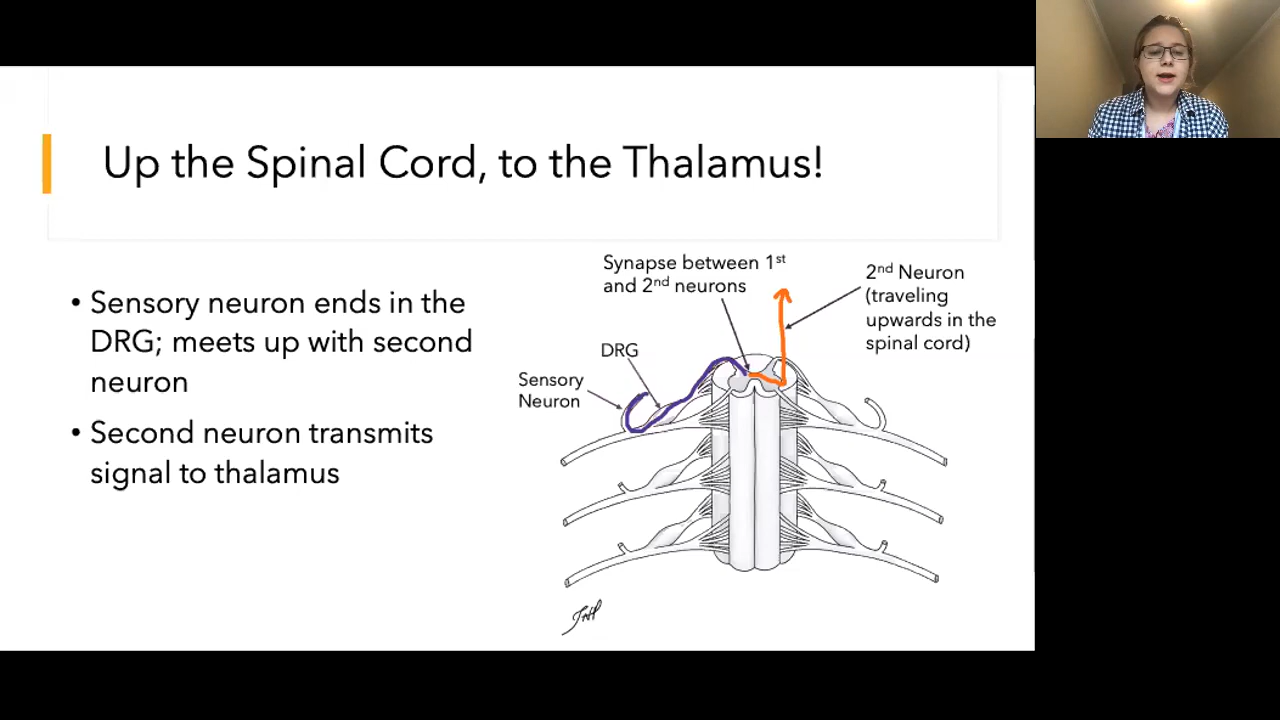 Up the Spinal Cord, to the Thalamus!
• Sensory neuron ends in the
DRG; meets up with second
neuron
• Second neuron transmits
signal to thalamus
Synapse between 1st
and 2nd neurons
2nd Neuron
(traveling
upwards in the
spinal cord)
DRG
Sensory
Neuron